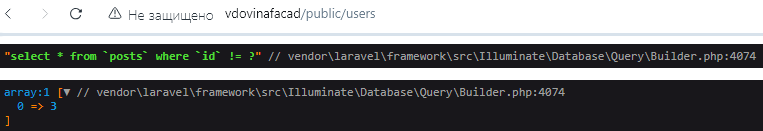 Не защищено vdovinafacad/public/users
"select * from `posts` where `id` != ?" // vendor\laravel\framework\src\Illuminate\Database\Query\Builder.php:4074
array:1 [▼ // vendor\laravel\framework\src\Illuminate\Database\Query\Builder.php:4074
0 => 3
]